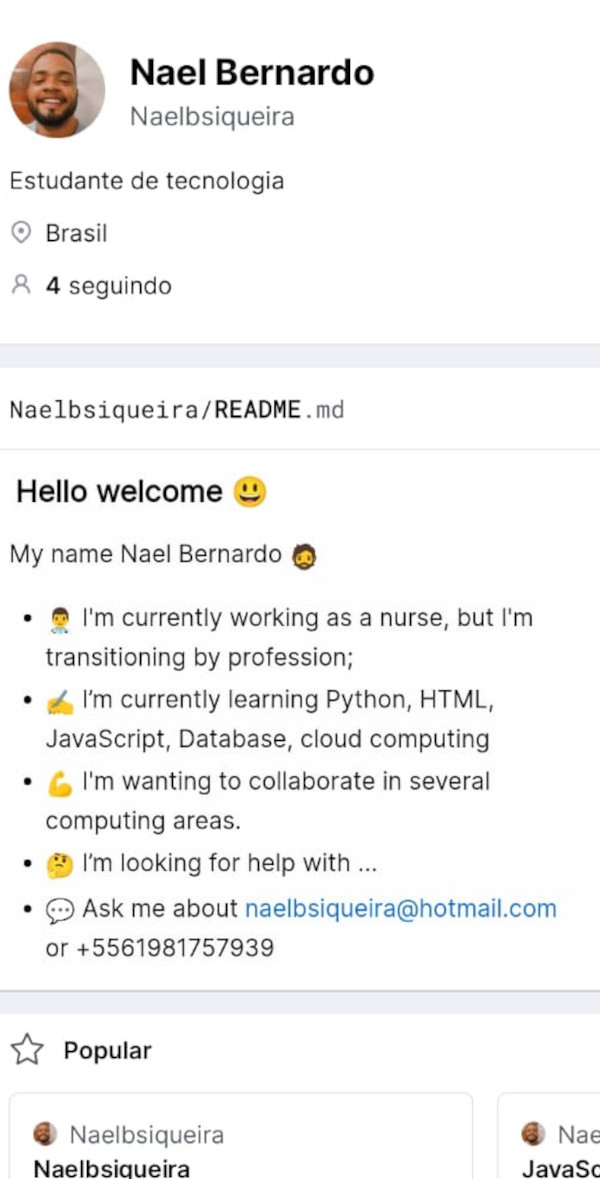 Nael Bernardo
Naelbsiqueira
Estudante de tecnologia
Brasil
4 seguindo
Naelbsiqueira/README.md
Hello welcome 😃
My name Nael Bernardo 🧔
• 👨‍⚕️ I'm currently working as a nurse, but I'm
transitioning by profession;
• ✍️ I'm currently learning Python, HTML,
JavaScript, Database, cloud computing
• 💪 I'm wanting to collaborate in several
computing areas.
• 🤔 I'm looking for help with ...
• 💬 Ask me about naelbsiqueira@hotmail.com
or +5561981757939
Popular
Naelbsiqueira
Naelbsiqueira
Nae
JavaSc